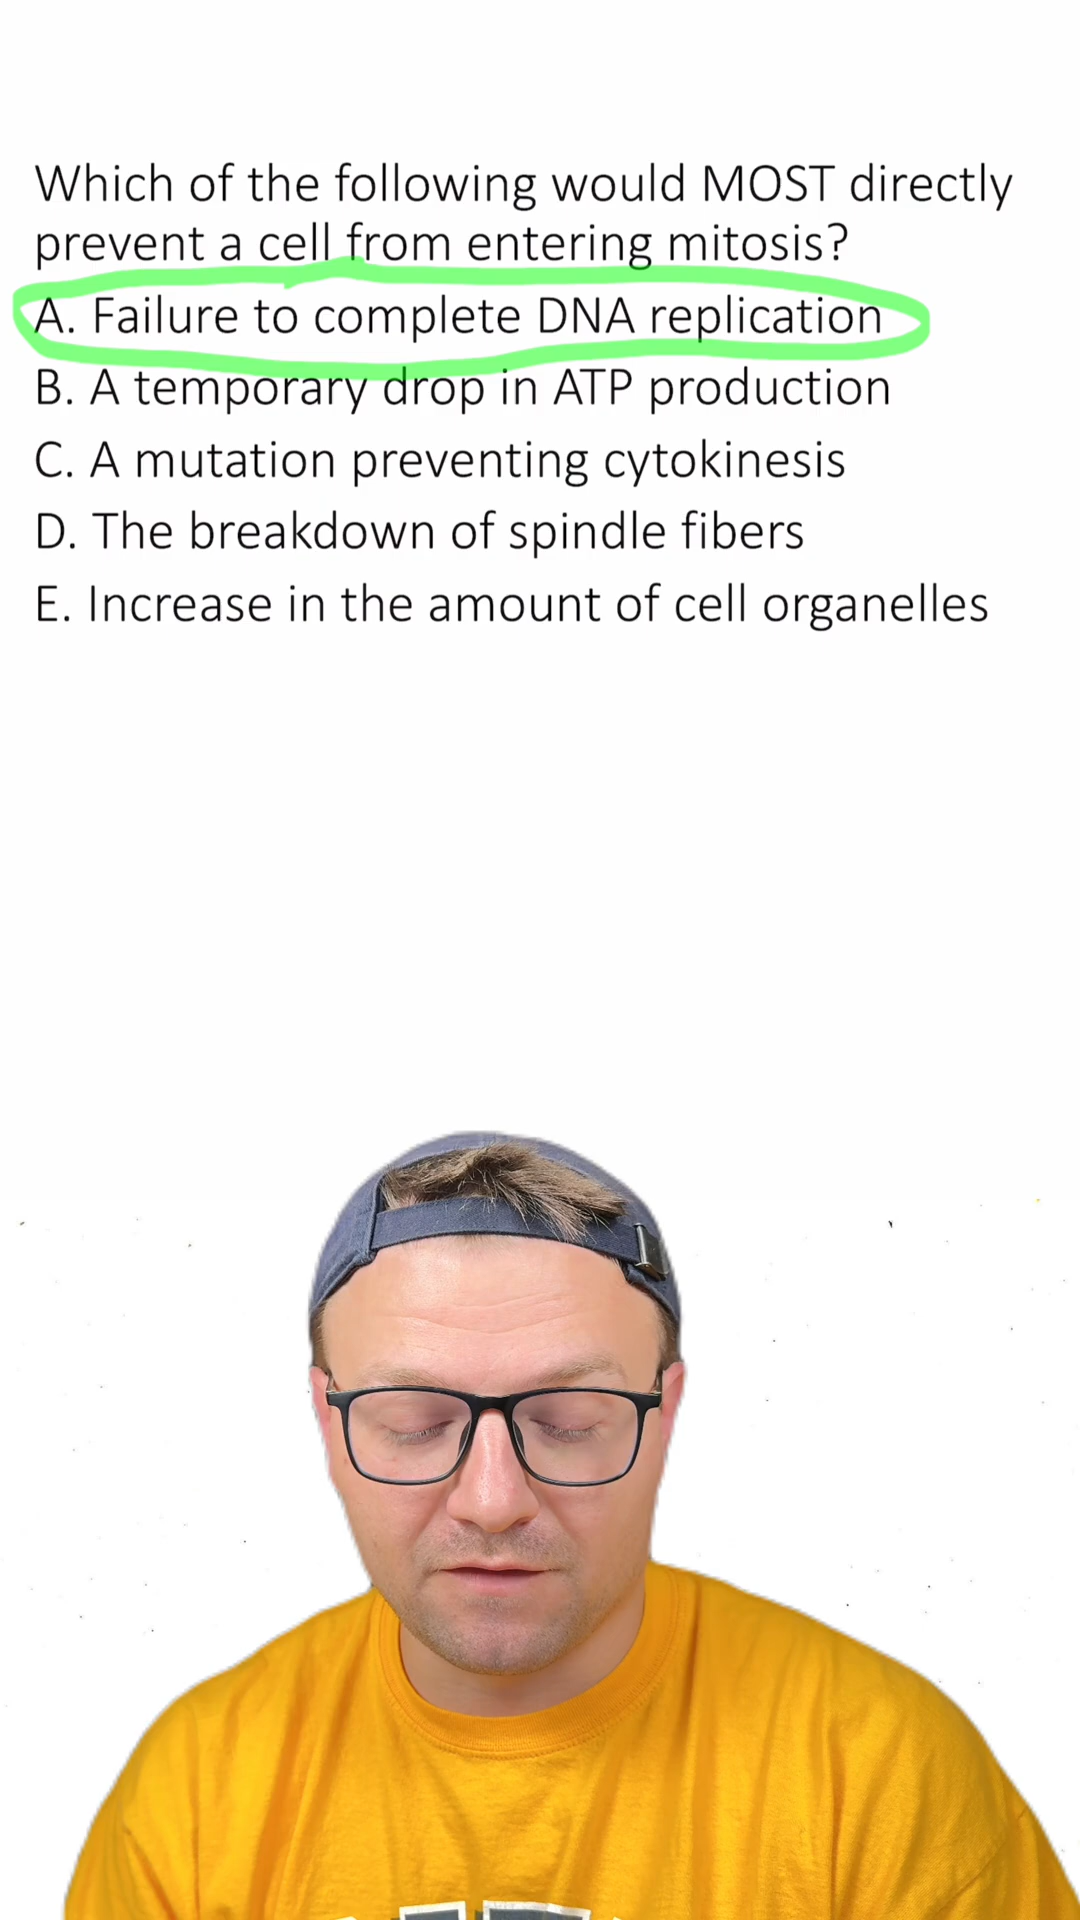 Which of the following would MOST directly
prevent a cell from entering mitosis?
A. Failure to complete DNA replication
B. A temporary drop in ATP production
C. A mutation preventing cytokinesis
D. The breakdown of spindle fibers
E. Increase in the amount of cell organelles